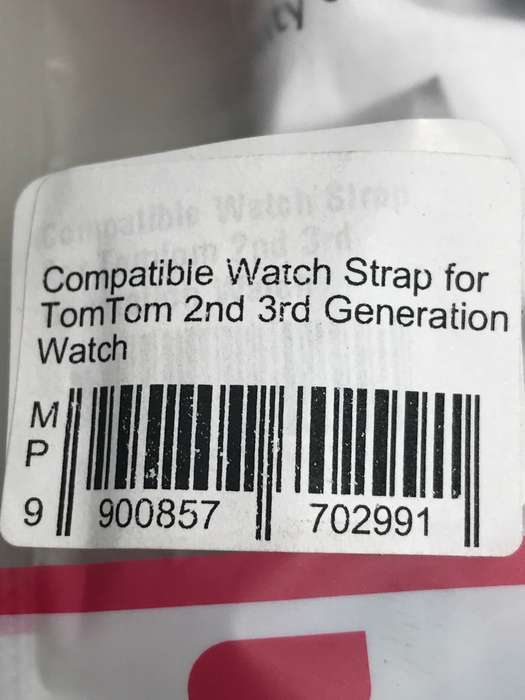 Compatible Watch Strap for
TomTom 2nd 3rd Generation
Watch
M
P
9 900857 702991